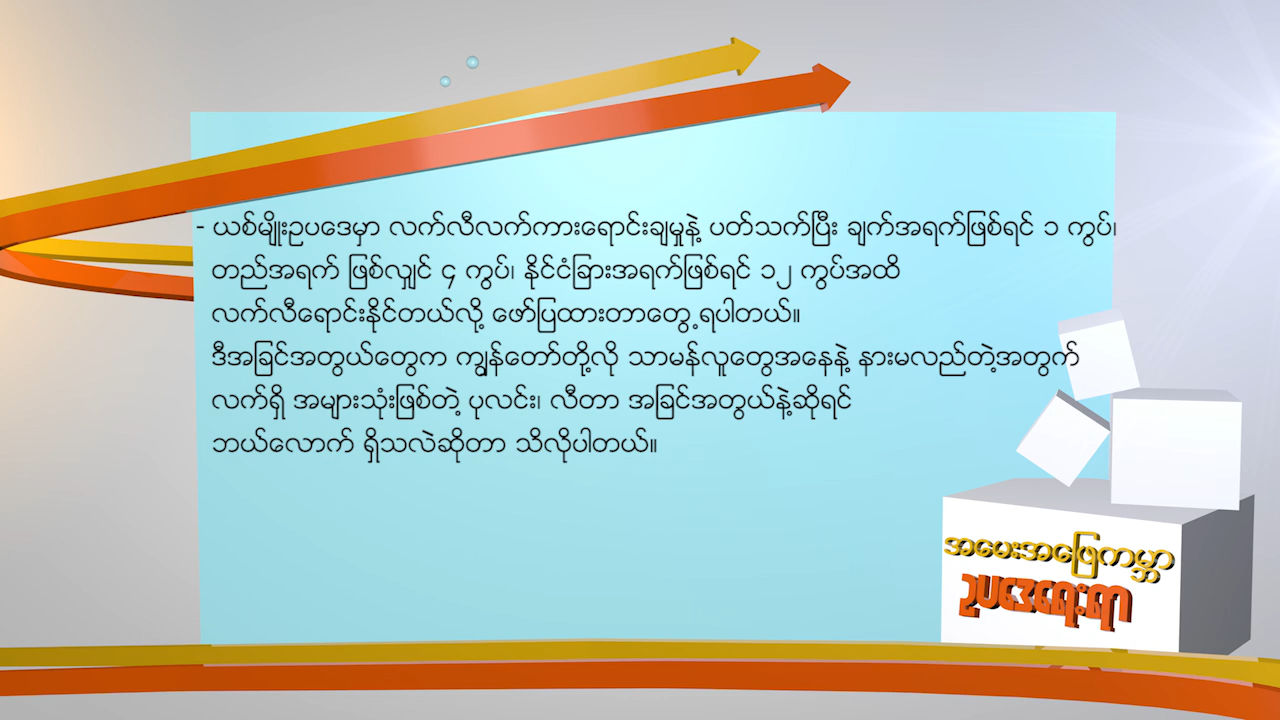 - ယစ်မျိုးဥပဒေမှာ လက်လီလက်ကားရောင်းချမှုနဲ့ ပတ်သက်ပြီး ချက်အရက်ဖြစ်ရင် ၁ ကွပ်၊
တည်အရက် ဖြစ်လျှင် ၄ ကွပ်၊ နိုင်ငံခြားအရက်ဖြစ်ရင် ၁၂ ကွပ်အထိ
လက်လီရောင်းနိုင်တယ်လို့ ဖော်ပြထားတာတွေ့ရပါတယ်။
ဒီအခြင်အတွယ်တွေက ကျွန်တော်တို့လို သာမန်လူတွေအနေနဲ့ နားမလည်တဲ့အတွက်
လက်ရှိ အများသုံးဖြစ်တဲ့ ပုလင်း၊ လီတာ အခြင်အတွယ်နဲ့ဆိုရင်
ဘယ်လောက် ရှိသလဲဆိုတာ သိလိုပါတယ်။
အမေးအဖြေကမ္ဘာ
ဥပဒေရေးရာ